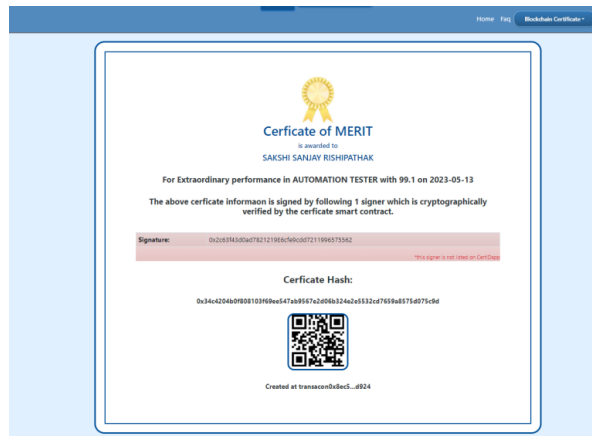 Home Faq Blockchain Certificate
Cerficate of MERIT
is awarded to
SAKSHI SANJAY RISHIPATHAK
For Extraordinary performance in AUTOMATION TESTER with 99.1 on 2023-05-13
The above cerficate informaon is signed by following 1 signer which is cryptographically
verified by the cerficate smart contract.
Signature:
*this signer is not listed on CertiDapp
Cerficate Hash:
Created at transacon0x8ec5...d924